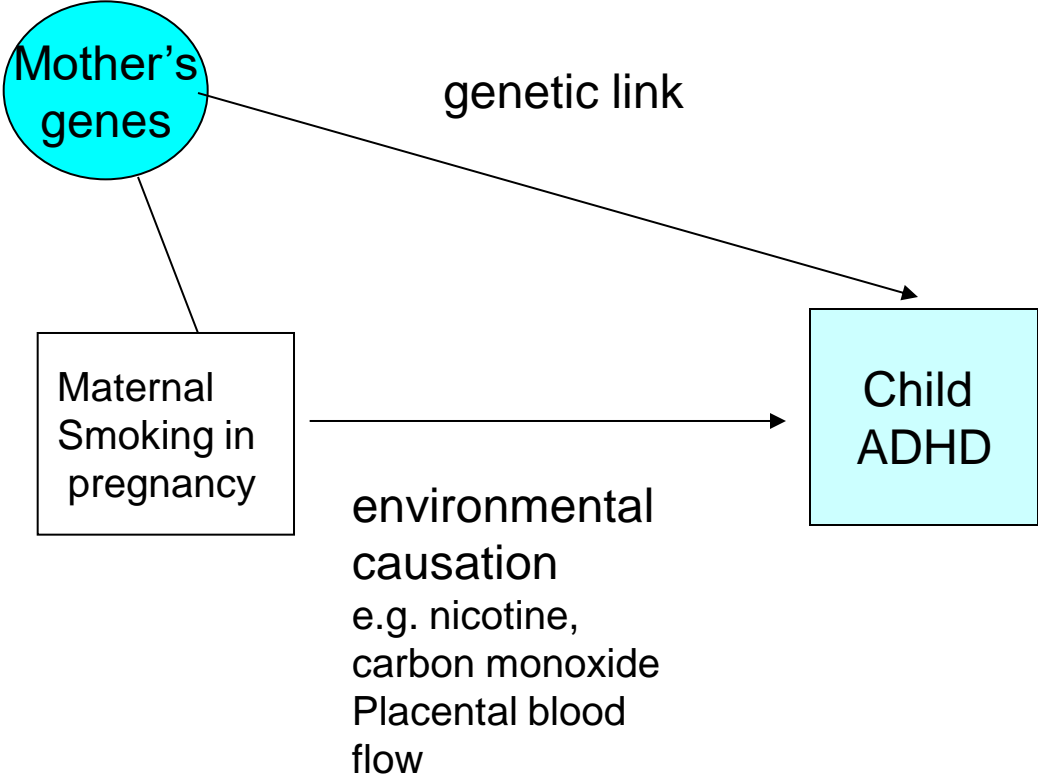 Mother’s
genes
genetic link
Maternal
Smoking in
pregnancy
Child
ADHD
environmental
causation
e.g. nicotine,
carbon monoxide
Placental blood
flow